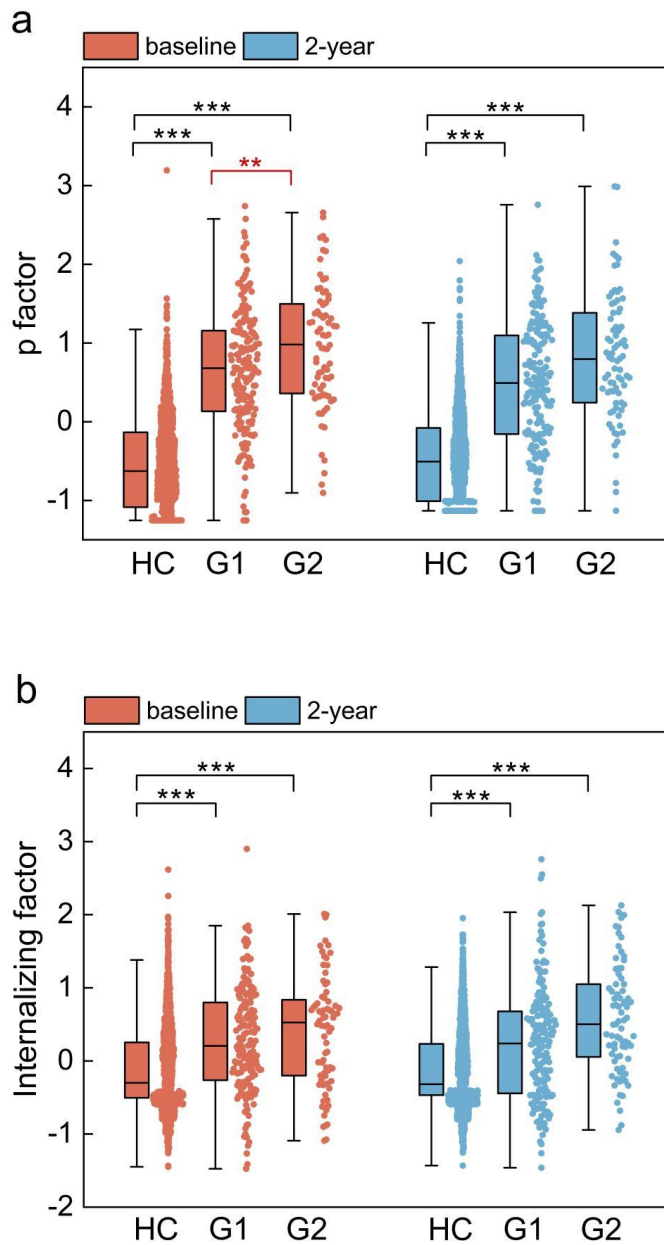 a
baseline 2-year
4
*** ***
*** ***
**
3
2
1
0
-1
p factor
HC G1 G2 HC G1 G2
b
baseline 2-year
4
*** ***
*** ***
3
2
1
0
-1
-2
Internalizing factor
HC G1 G2 HC G1 G2